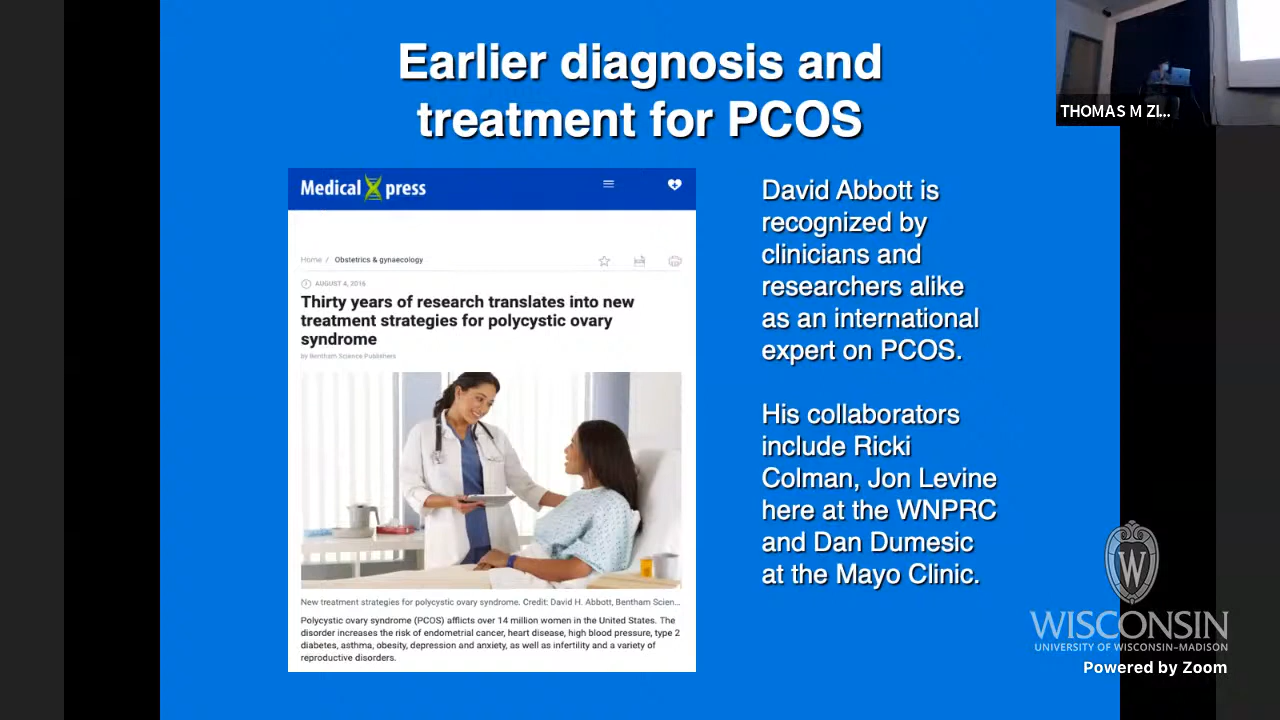 Earlier diagnosis and
treatment for PCOS
THOMAS M ZI...
Medical Xpress
Home / Obstetrics & gynaecology
AUGUST 4, 2016
Thirty years of research translates into new
treatment strategies for polycystic ovary
syndrome
by Bentham Science Publishers
New treatment strategies for polycystic ovary syndrome. Credit: David H. Abbott, Bentham Scien...
Polycystic ovary syndrome (PCOS) afflicts over 14 million women in the United States. The
disorder increases the risk of endometrial cancer, heart disease, high blood pressure, type 2
diabetes, asthma, obesity, depression and anxiety, as well as infertility and a variety of
reproductive disorders.
David Abbott is
recognized by
clinicians and
researchers alike
as an international
expert on PCOS.
His collaborators
include Ricki
Colman, Jon Levine
here at the WNPRC
and Dan Dumesic
at the Mayo Clinic.
W
WISCONSIN
UNIVERSITY OF WISCONSIN–MADISON
Powered by Zoom